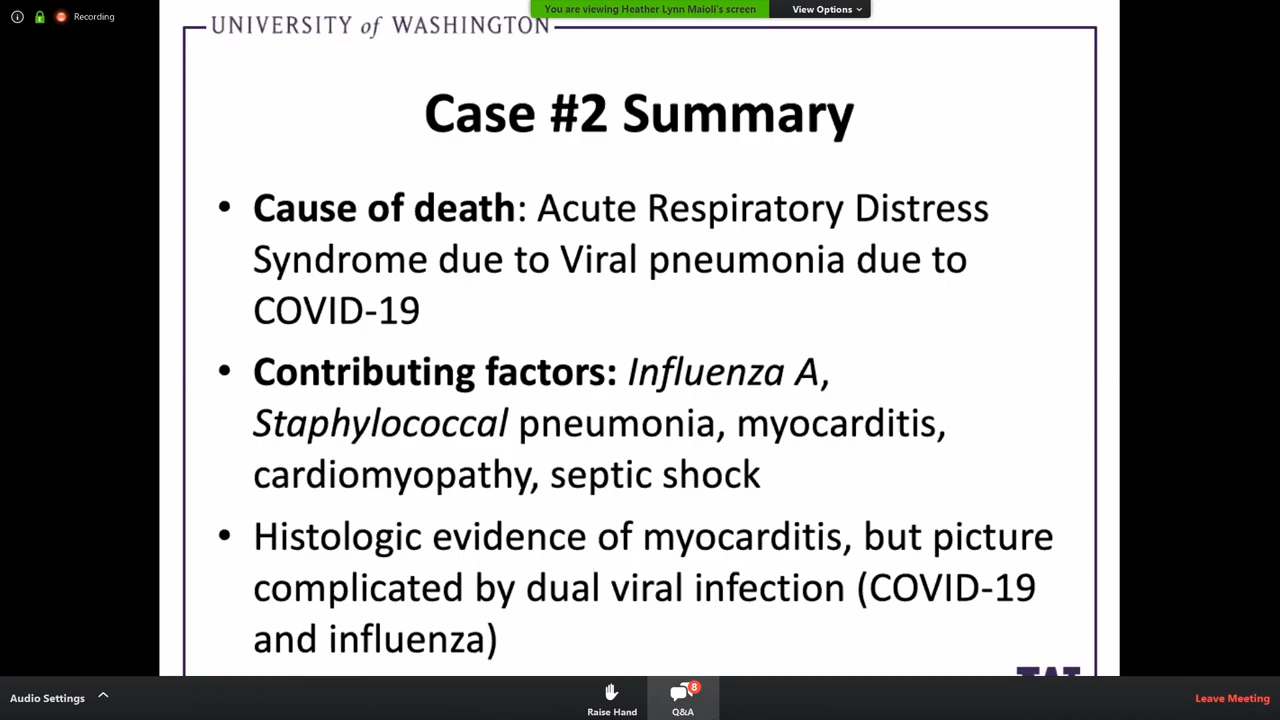 Recording
You are viewing Heather Lynn Maioli's screen
View Options
UNIVERSITY of WASHINGTON
Case #2 Summary
• Cause of death: Acute Respiratory Distress
Syndrome due to Viral pneumonia due to
COVID-19
• Contributing factors: Influenza A,
Staphylococcal pneumonia, myocarditis,
cardiomyopathy, septic shock
• Histologic evidence of myocarditis, but picture
complicated by dual viral infection (COVID-19
and influenza)
Audio Settings
Raise Hand
8
Q&A
Leave Meeting